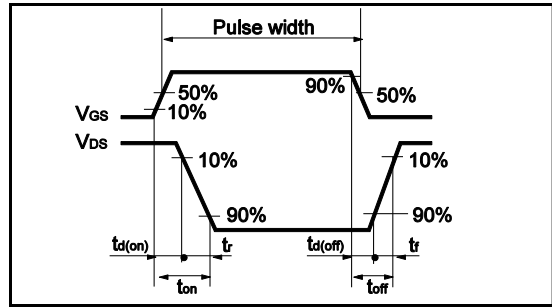 Pulse width
90%
50%
50%
10%
VGS
VDS
10%
10%
90%
90%
td(on)
tr
td(off)
tf
ton
toff